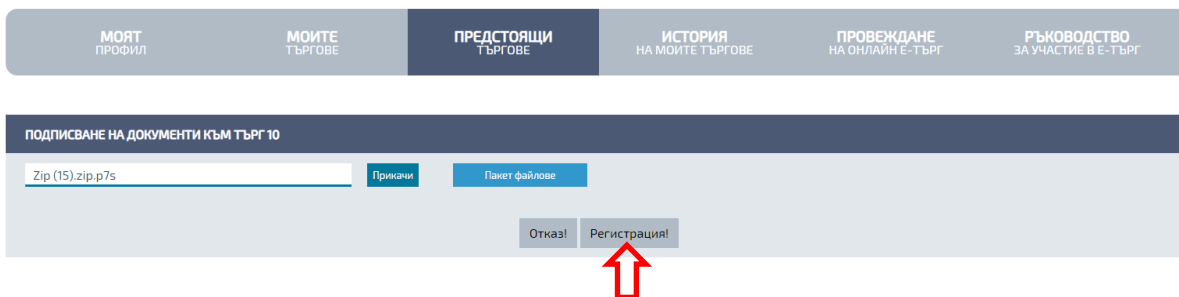 МОЯТ
ПРОФИЛ
МОИТЕ
ТЪРГОВЕ
ПРЕДСТОЯЩИ
ТЪРГОВЕ
ИСТОРИЯ
НА МОИТЕ ТЪРГОВЕ
ПРОВЕЖДАНЕ
НА ОНЛАЙН Е-ТЪРГ
РЪКОВОДСТВО
ЗА УЧАСТИЕ В Е-ТЪРГ
ПОДПИСВАНЕ НА ДОКУМЕНТИ КЪМ ТЪРГ 10
Zip (15).zip.p7s Прикачи Пакет файлове
Отказ! Регистрация!